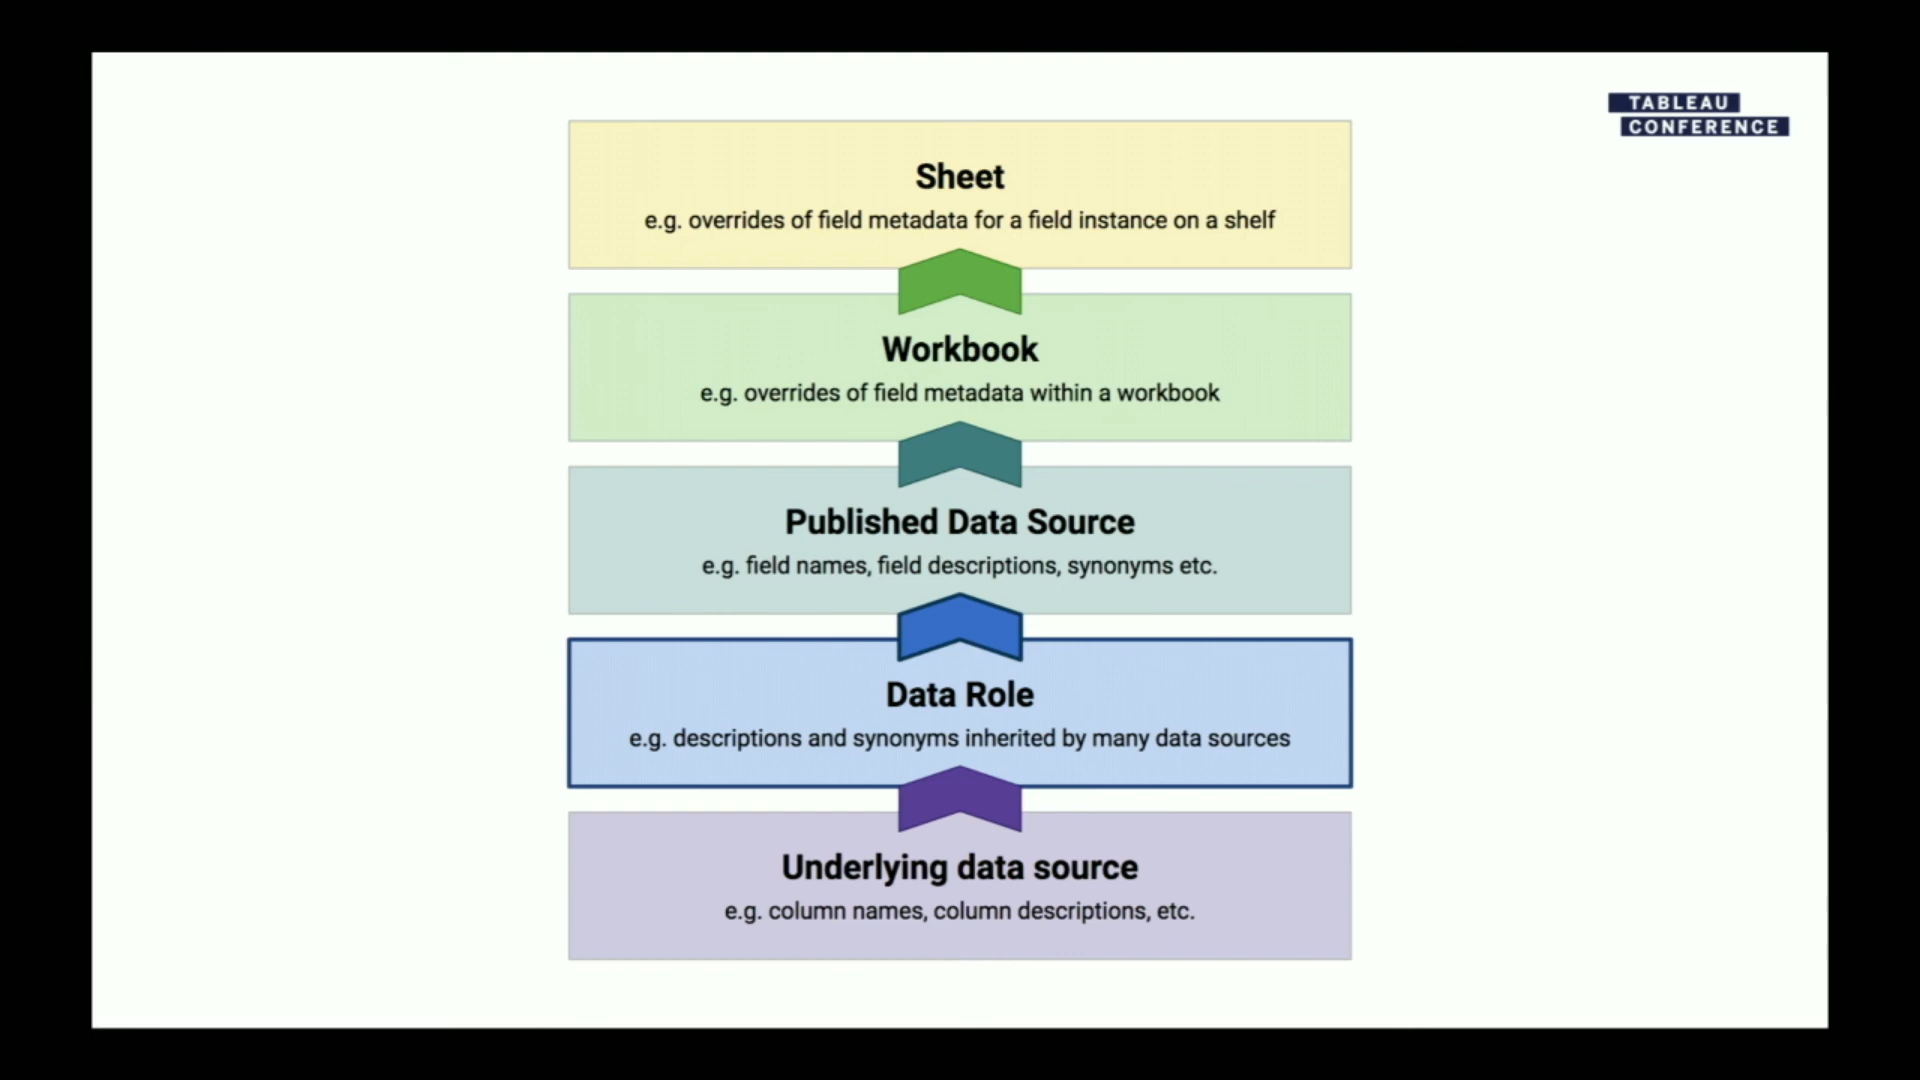 TABLEAU
CONFERENCE
Sheet
e.g. overrides of field metadata for a field instance on a shelf
Workbook
e.g. overrides of field metadata within a workbook
Published Data Source
e.g. field names, field descriptions, synonyms etc.
Data Role
e.g. descriptions and synonyms inherited by many data sources
Underlying data source
e.g. column names, column descriptions, etc.